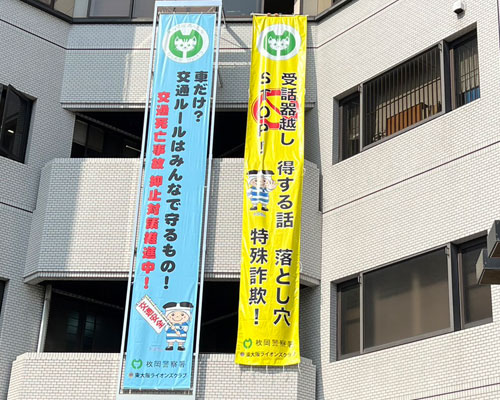 車だけ？
交通ルールはみんなで守るもの！
交通死亡事故 抑止対策推進中！
交通安全
枚岡警察署
東大阪ライオンズクラブ
受話器越し 得する話 落とし穴
STOP！ 特殊詐欺！
枚岡警察署
東大阪ライオンズクラブ